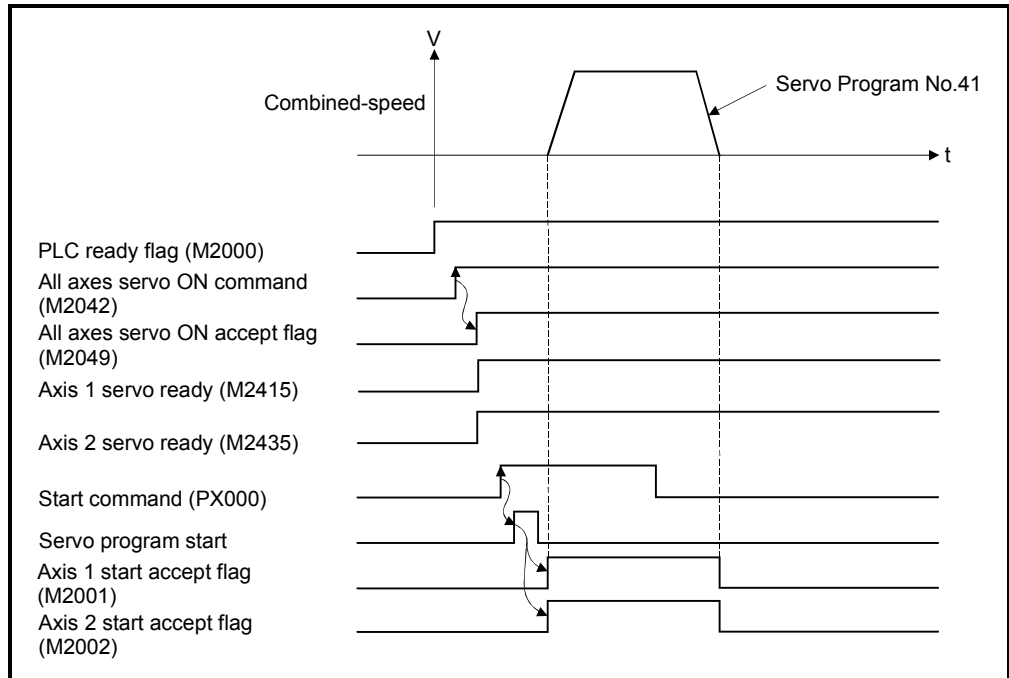 V
Servo Program No.41
Combined-speed
t
PLC ready flag (M2000)
All axes servo ON command
(M2042)
All axes servo ON accept flag
(M2049)
Axis 1 servo ready (M2415)
Axis 2 servo ready (M2435)
Start command (PX000)
Servo program start
Axis 1 start accept flag
(M2001)
Axis 2 start accept flag
(M2002)